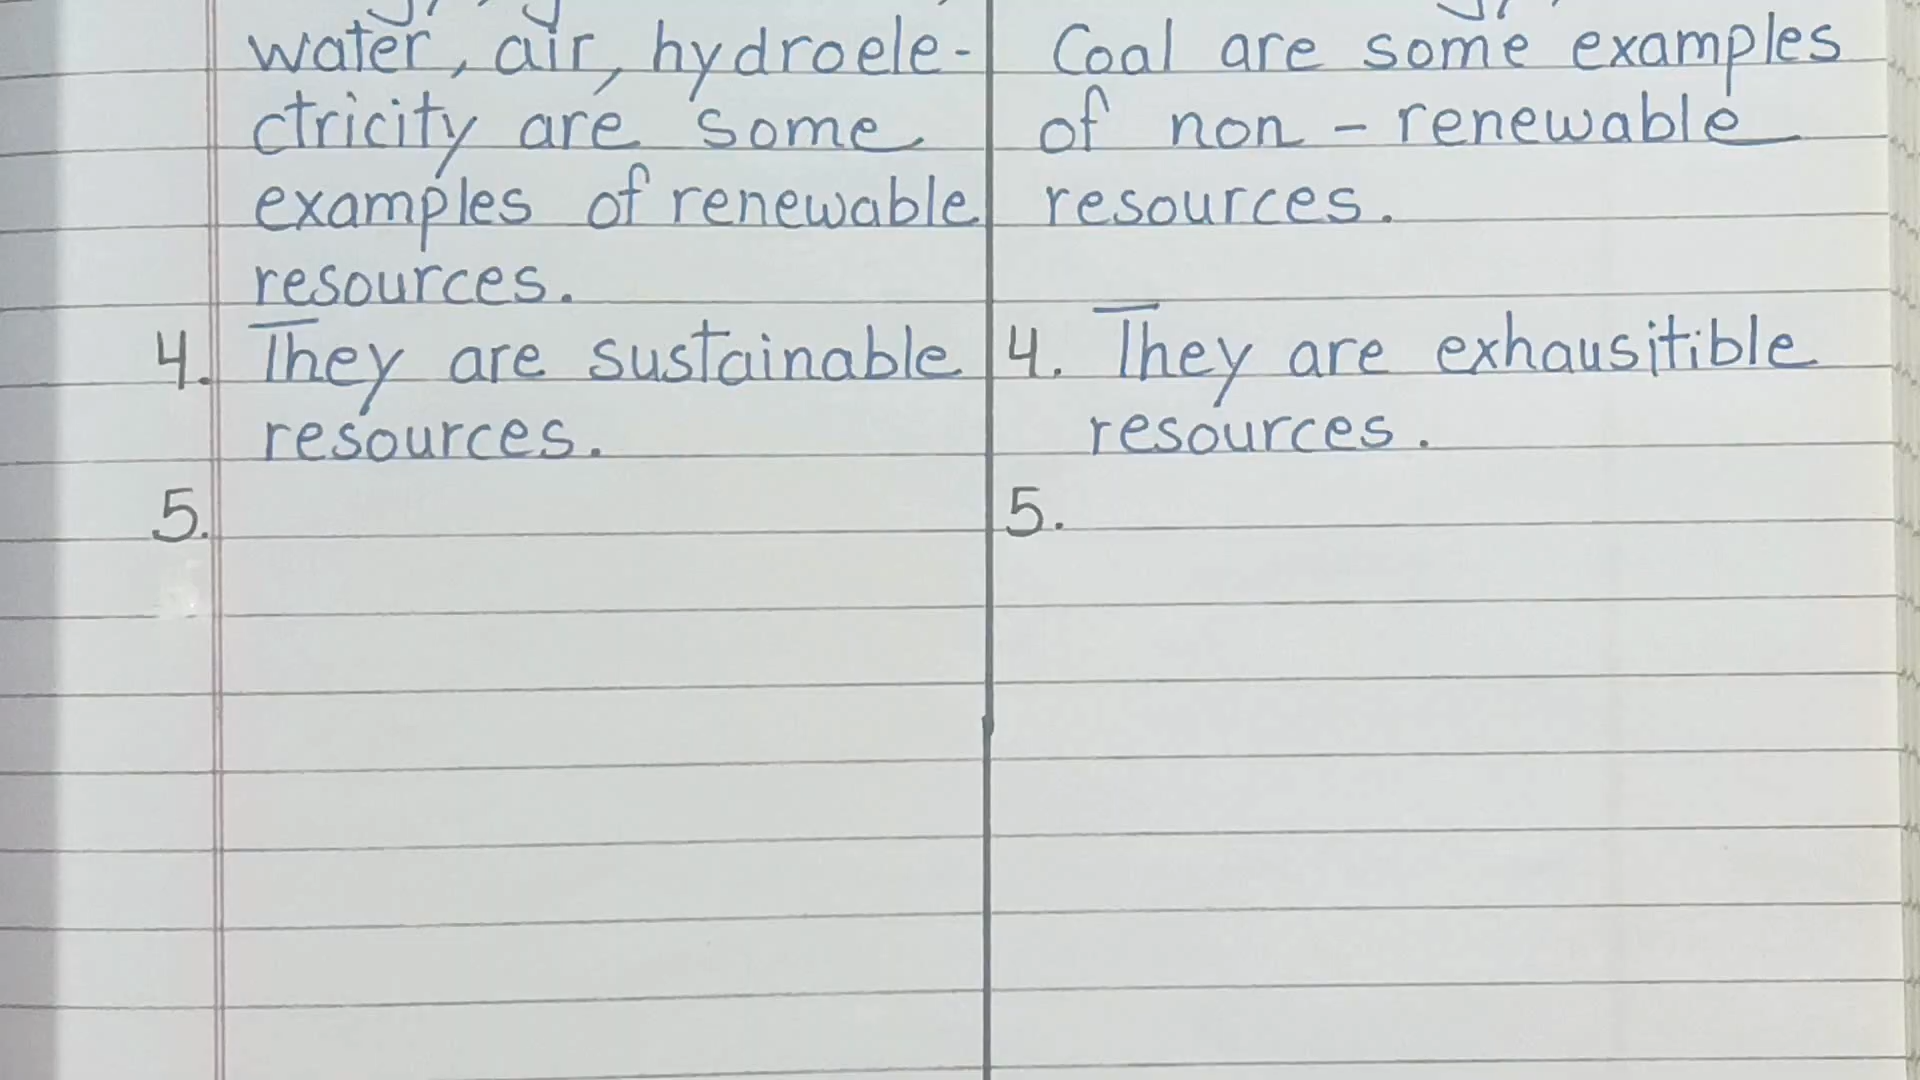 water, air, hydroele-
ctricity are some
examples of renewable
resources.
4. They are sustainable
resources.
5.
Coal are some examples
of non - renewable
resources.
4. They are exhausitible
resources.
5.